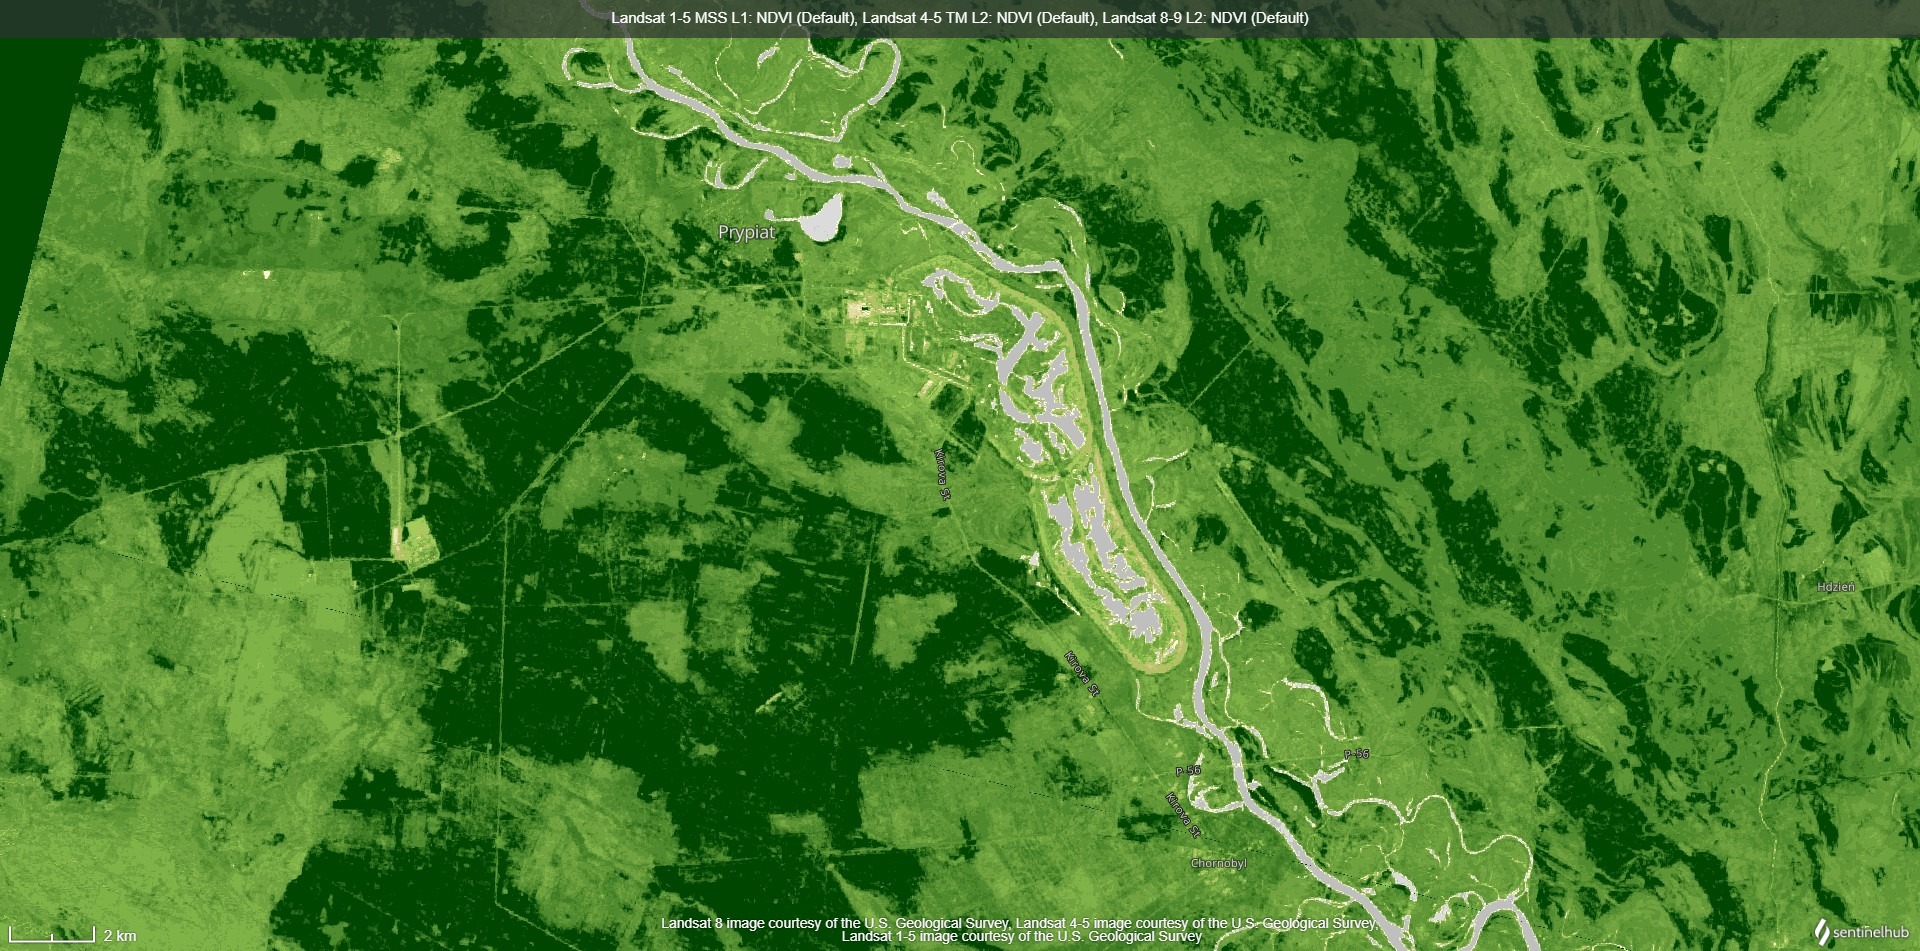 Landsat 1-5 MSS L1: NDVI (Default), Landsat 4-5 TM L2: NDVI (Default), Landsat 8-9 L2: NDVI (Default)
Prypiat
Kirova St
Hdzień
Kirova St
P-56
P-56
Kirova St
Chornobyl
Landsat 8 image courtesy of the U.S. Geological Survey, Landsat 4-5 image courtesy of the U.S. Geological Survey,
Landsat 1-5 image courtesy of the U.S. Geological Survey
2 km
sentinelhub